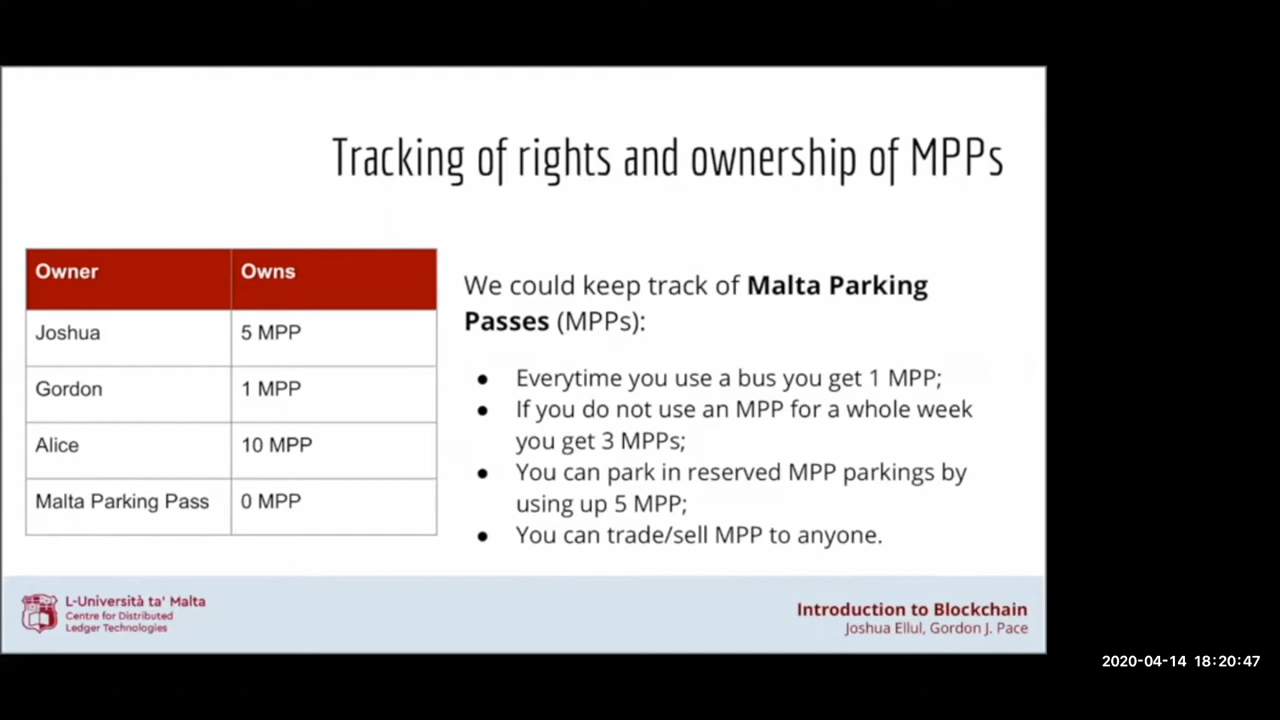 Tracking of rights and ownership of MPPs
Owner Owns
Joshua 5 MPP
Gordon 1 MPP
Alice 10 MPP
Malta Parking Pass 0 MPP
We could keep track of Malta Parking
Passes (MPPs):
● Everytime you use a bus you get 1 MPP;
● If you do not use an MPP for a whole week
you get 3 MPPs;
● You can park in reserved MPP parkings by
using up 5 MPP;
● You can trade/sell MPP to anyone.
L-Università ta' Malta
Centre for Distributed
Ledger Technologies
Introduction to Blockchain
Joshua Ellul, Gordon J. Pace
2020-04-14 18:20:47